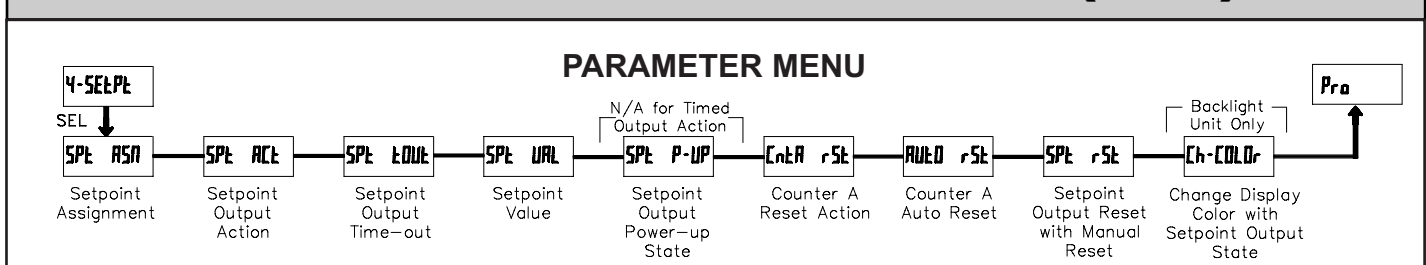 PARAMETER MENU
4-SEtPt
SEL
N/A for Timed
Output Action
Backlight
Unit Only
Pro
SPt ASN
SPt ACt
SPt tOUt
SPt VAL
SPt P-UP
CntA rSt
AUtO rSt
SPt rSt
Ch-COLOr
Setpoint
Assignment
Setpoint
Output
Action
Setpoint
Output
Time-out
Setpoint
Value
Setpoint
Output
Power-up
State
Counter A
Reset Action
Counter A
Auto Reset
Setpoint
Output Reset
with Manual
Reset
Change Display
Color with
Setpoint Output
State